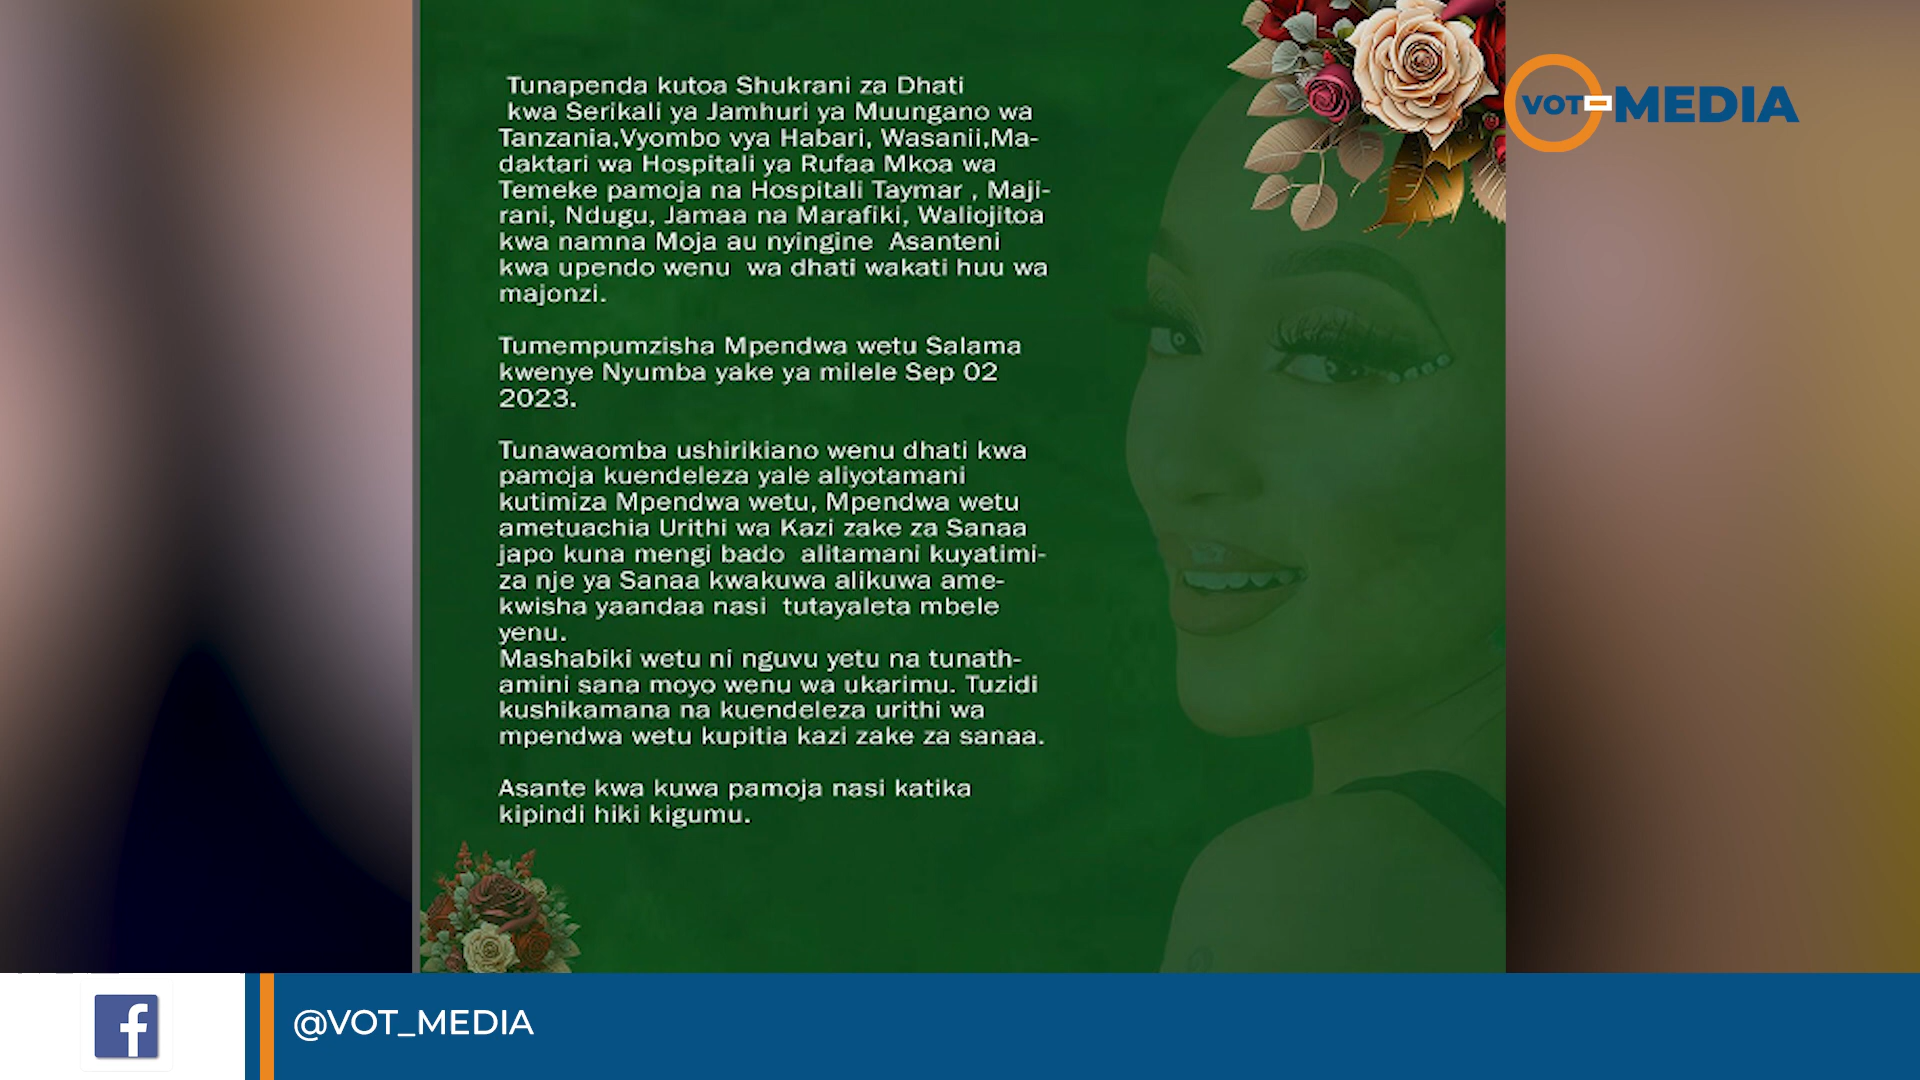 Tunapenda kutoa Shukrani za Dhati
kwa Serikali ya Jamhuri ya Muungano wa
Tanzania,Vyombo vya Habari, Wasanii,Ma-
daktari wa Hospitali ya Rufaa Mkoa wa
Temeke pamoja na Hospitali Taymar , Maji-
rani, Ndugu, Jamaa na Marafiki, Waliojitoa
kwa namna Moja au nyingine Asanteni
kwa upendo wenu wa dhati wakati huu wa
majonzi.
Tumempumzisha Mpendwa wetu Salama
kwenye Nyumba yake ya milele Sep 02
2023.
Tunawaomba ushirikiano wenu dhati kwa
pamoja kuendeleza yale aliyotamani
kutimiza Mpendwa wetu, Mpendwa wetu
ametuachia Urithi wa Kazi zake za Sanaa
japo kuna mengi bado alitamani kuyatimi-
za nje ya Sanaa kwakuwa alikuwa ame-
kwisha yaandaa nasi tutayaleta mbele
yenu.
Mashabiki wetu ni nguvu yetu na tunath-
amini sana moyo wenu wa ukarimu. Tuzidi
kushikamana na kuendeleza urithi wa
mpendwa wetu kupitia kazi zake za sanaa.
Asante kwa kuwa pamoja nasi katika
kipindi hiki kigumu.
VOT-MEDIA
f
@VOT_MEDIA